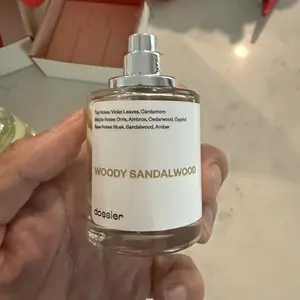 Top Notes: Violet Leaves, Cardamom
Middle Notes: Orris, Ambrox, Cedarwood, Cypriol
Base Notes: Musk, Sandalwood, Amber
WOODY SANDALWOOD
dossier